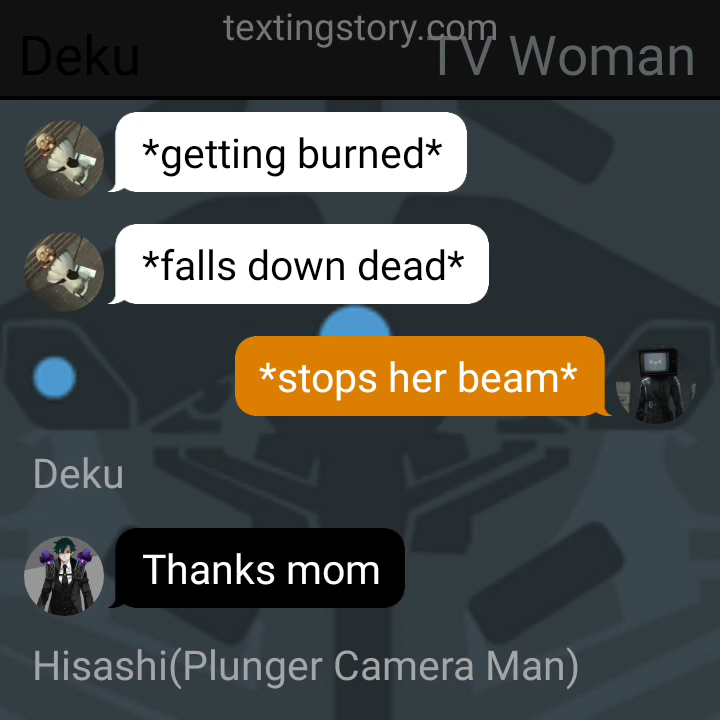 textingstory.com
Deku
TV Woman
*getting burned*
*falls down dead*
*stops her beam*
Deku
Thanks mom
Hisashi(Plunger Camera Man)